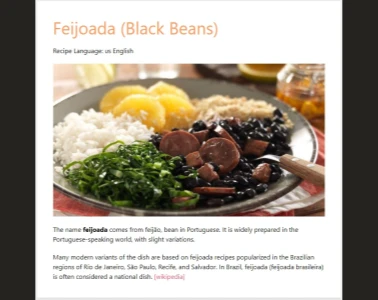 Feijoada (Black Beans)
Recipe Language: us English
The name feijoada comes from feijão, bean in Portuguese. It is widely prepared in the
Portuguese-speaking world, with slight variations.
Many modern variants of the dish are based on feijoada recipes popularized in the Brazilian
regions of Rio de Janeiro, São Paulo, Recife, and Salvador. In Brazil, feijoada (feijoada brasileira)
is often considered a national dish. [wikipedia]